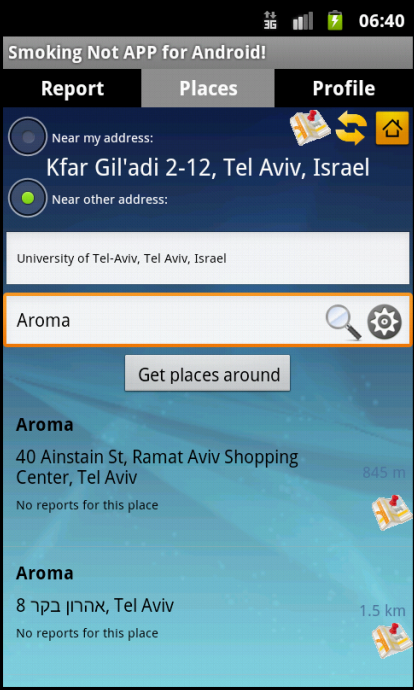 3G 06:40
Smoking Not APP for Android!
Report Places Profile
Near my address:
Kfar Gil'adi 2-12, Tel Aviv, Israel
Near other address:
University of Tel-Aviv, Tel Aviv, Israel
Aroma
Get places around
Aroma
40 Ainstain St, Ramat Aviv Shopping
Center, Tel Aviv
845 m
No reports for this place
Aroma
8 אהרון בקר, Tel Aviv
1.5 km
No reports for this place